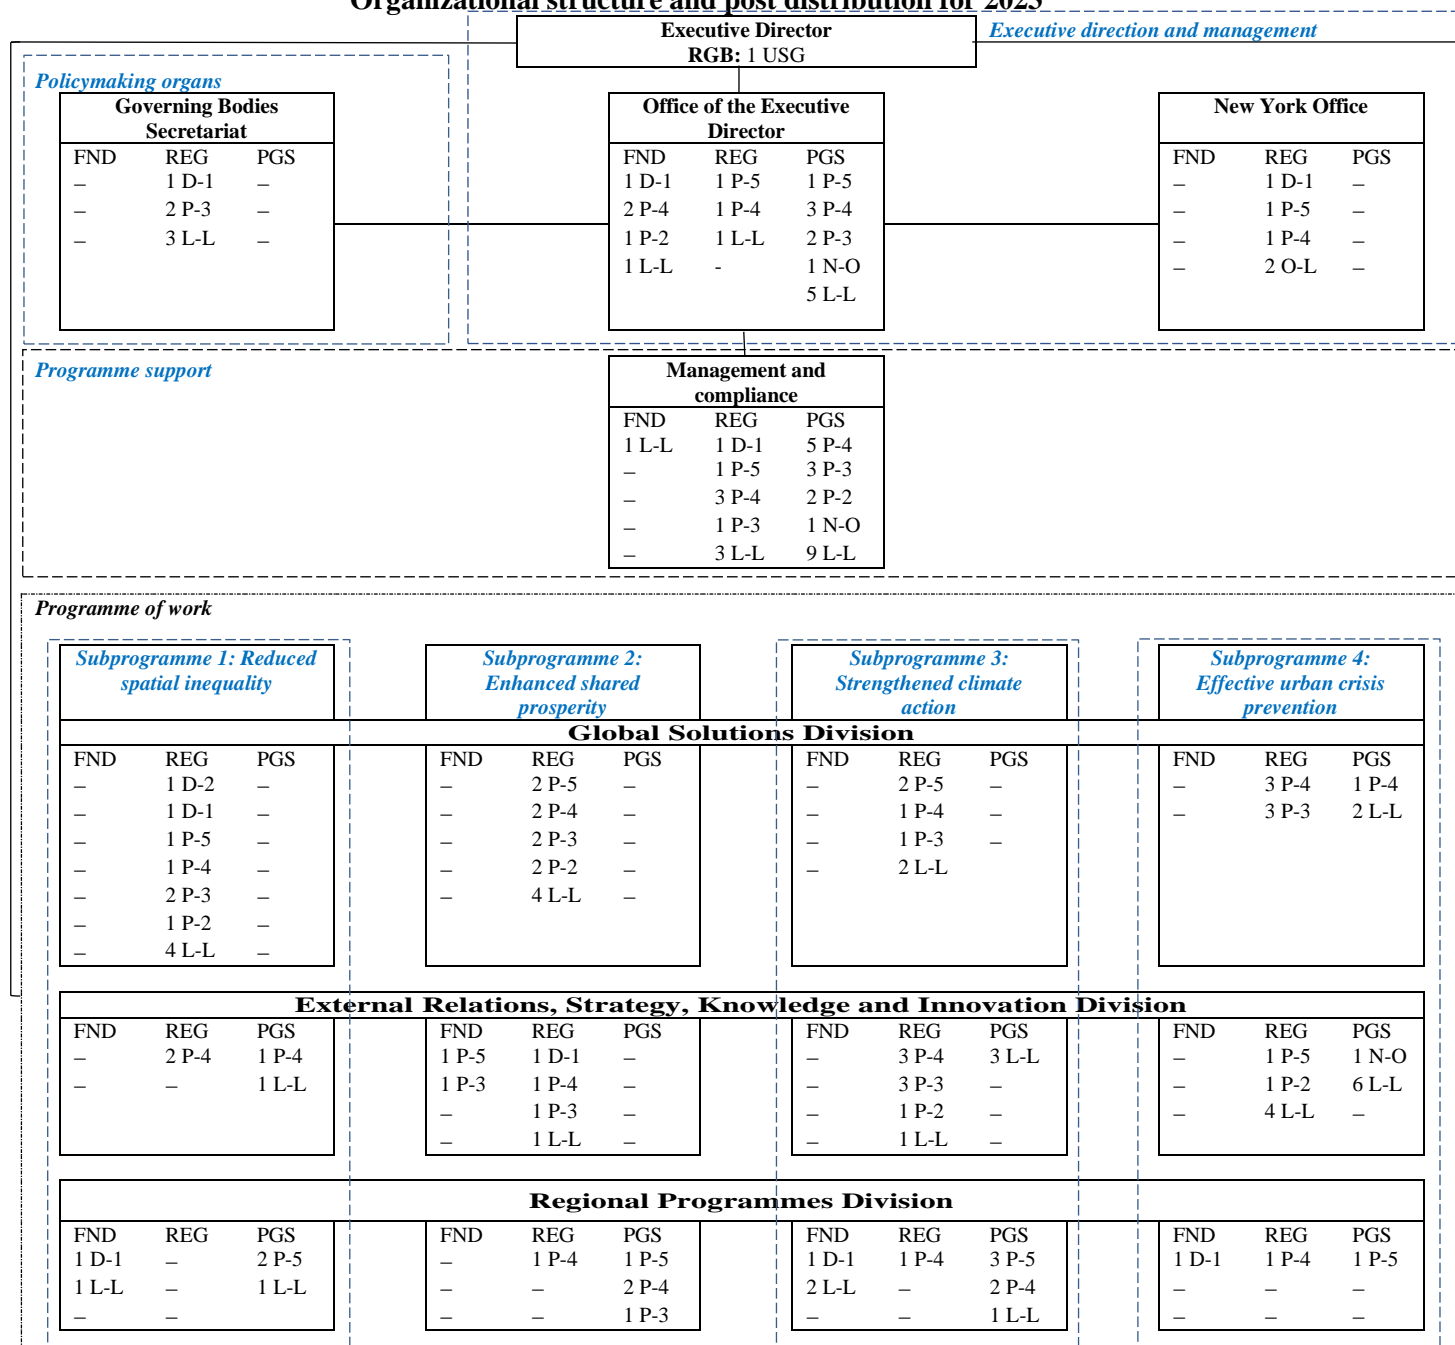 Organizational structure and post distribution for 2023
Executive Director
RGB: 1 USG
Executive direction and management
Policymaking organs
Governing Bodies
Secretariat
FND REG PGS
– 1 D-1 –
– 2 P-3 –
– 3 L-L –
Office of the Executive
Director
FND REG PGS
1 D-1 1 P-5 1 P-5
2 P-4 1 P-4 3 P-4
1 P-2 1 L-L 2 P-3
1 L-L - 1 N-O
5 L-L
New York Office
FND REG PGS
– 1 D-1 –
– 1 P-5 –
– 1 P-4 –
– 2 O-L –
Programme support
Management and
compliance
FND REG PGS
1 L-L 1 D-1 5 P-4
– 1 P-5 3 P-3
– 3 P-4 2 P-2
– 1 P-3 1 N-O
– 3 L-L 9 L-L
Programme of work
Subprogramme 1: Reduced
spatial inequality
Subprogramme 2:
Enhanced shared
prosperity
Subprogramme 3:
Strengthened climate
action
Subprogramme 4:
Effective urban crisis
prevention
Global Solutions Division
FND REG PGS
– 1 D-2 –
– 1 D-1 –
– 1 P-5 –
– 1 P-4 –
– 2 P-3 –
– 1 P-2 –
– 4 L-L –
FND REG PGS
– 2 P-5 –
– 2 P-4 –
– 2 P-3 –
– 2 P-2 –
– 4 L-L –
FND REG PGS
– 2 P-5 –
– 1 P-4 –
– 1 P-3 –
– 2 L-L
FND REG PGS
– 3 P-4 1 P-4
– 3 P-3 2 L-L
External Relations, Strategy, Knowledge and Innovation Division
FND REG PGS
– 2 P-4 1 P-4
– – 1 L-L
FND REG PGS
1 P-5 1 D-1 –
1 P-3 1 P-4 –
– 1 P-3 –
– 1 L-L –
FND REG PGS
– 3 P-4 3 L-L
– 3 P-3 –
– 1 P-2 –
– 1 L-L –
FND REG PGS
– 1 P-5 1 N-O
– 1 P-2 6 L-L
– 4 L-L –
Regional Programmes Division
FND REG PGS
1 D-1 – 2 P-5
1 L-L – 1 L-L
– –
FND REG PGS
– 1 P-4 1 P-5
– – 2 P-4
– – 1 P-3
FND REG PGS
1 D-1 1 P-4 3 P-5
2 L-L – 2 P-4
– – 1 L-L
FND REG PGS
1 D-1 1 P-4 1 P-5
– – –
– – –